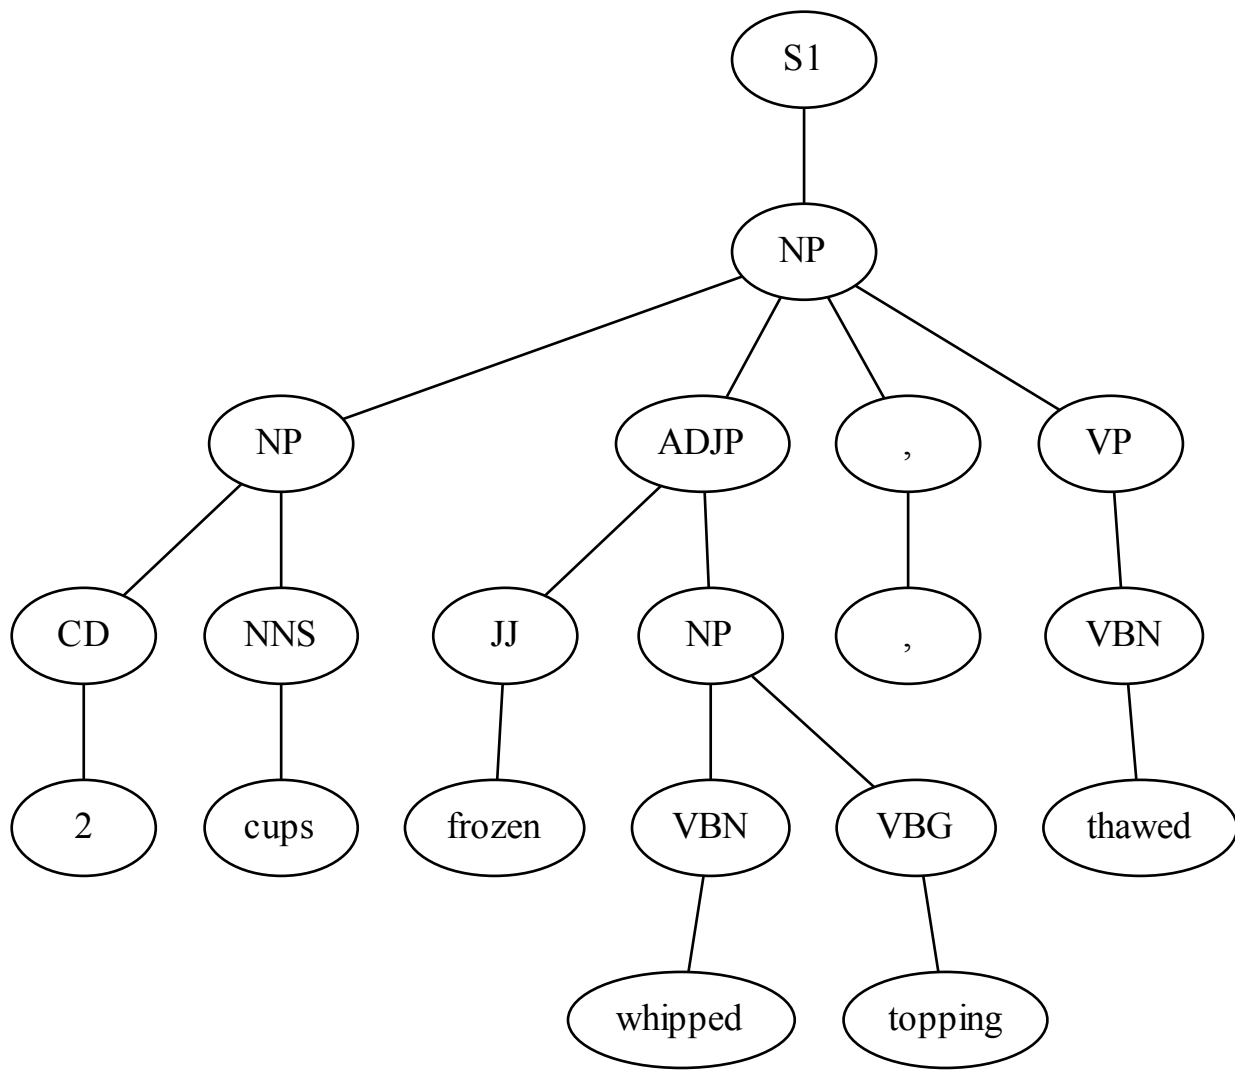 S1
NP
NP ADJP , VP
CD NNS JJ NP , VBN
2 cups frozen VBN VBG thawed
whipped topping